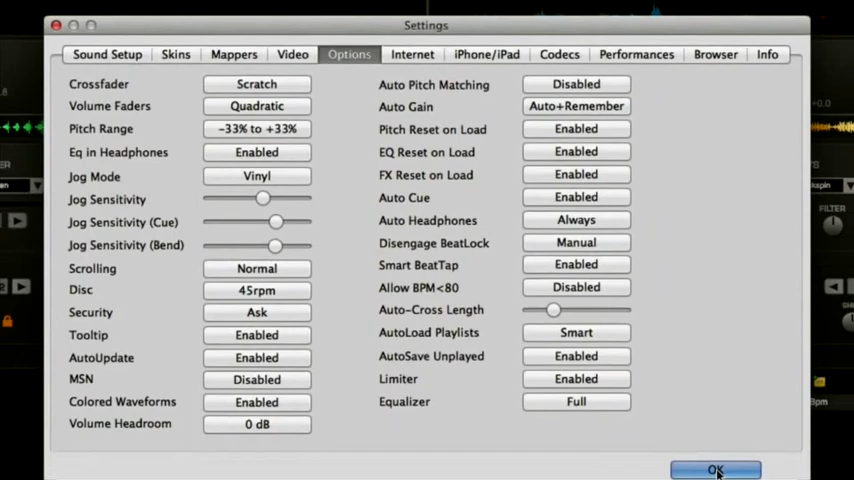 Settings
Sound Setup Skins Mappers Video Options Internet iPhone/iPad Codecs Performances Browser Info
Crossfader Scratch Auto Pitch Matching Disabled
Volume Faders Quadratic Auto Gain Auto+Remember
Pitch Range -33% to +33% Pitch Reset on Load Enabled
Eq in Headphones Enabled EQ Reset on Load Enabled
Jog Mode Vinyl FX Reset on Load Enabled
Jog Sensitivity Auto Cue Enabled
Jog Sensitivity (Cue) Auto Headphones Always
Jog Sensitivity (Bend) Disengage BeatLock Manual
Scrolling Normal Smart BeatTap Enabled
Disc 45rpm Allow BPM<80 Disabled
Security Ask Auto-Cross Length
Tooltip Enabled AutoLoad Playlists Smart
AutoUpdate Enabled AutoSave Unplayed Enabled
MSN Disabled Limiter Enabled
Colored Waveforms Enabled Equalizer Full
Volume Headroom 0 dB
OK
+0.0
FILTER
2
Bpm